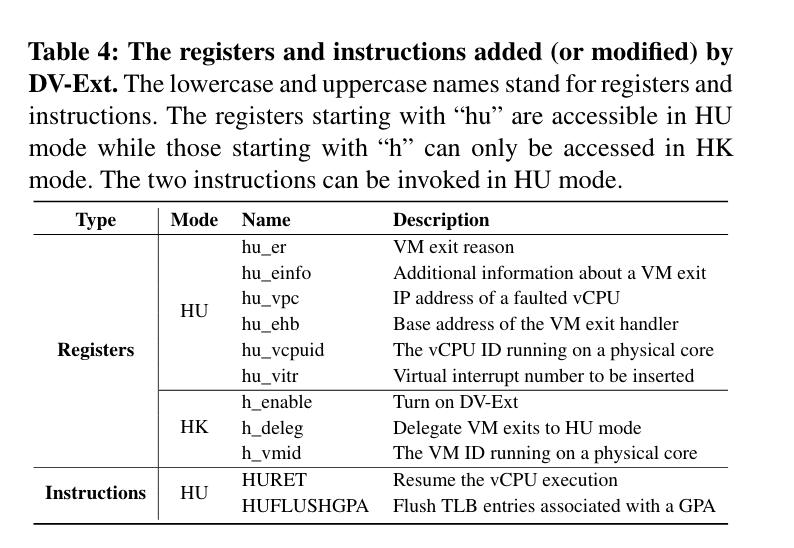 Table 4: The registers and instructions added (or modified) by
DV-Ext. The lowercase and uppercase names stand for registers and
instructions. The registers starting with “hu” are accessible in HU
mode while those starting with “h” can only be accessed in HK
mode. The two instructions can be invoked in HU mode.
Type Mode Name Description
hu_er VM exit reason
hu_einfo Additional information about a VM exit
hu_vpc IP address of a faulted vCPU
HU
hu_ehb Base address of the VM exit handler
Registers hu_vcpuid The vCPU ID running on a physical core
hu_vitr Virtual interrupt number to be inserted
h_enable Turn on DV-Ext
HK h_deleg Delegate VM exits to HU mode
h_vmid The VM ID running on a physical core
HURET Resume the vCPU execution
Instructions HU
HUFLUSHGPA Flush TLB entries associated with a GPA